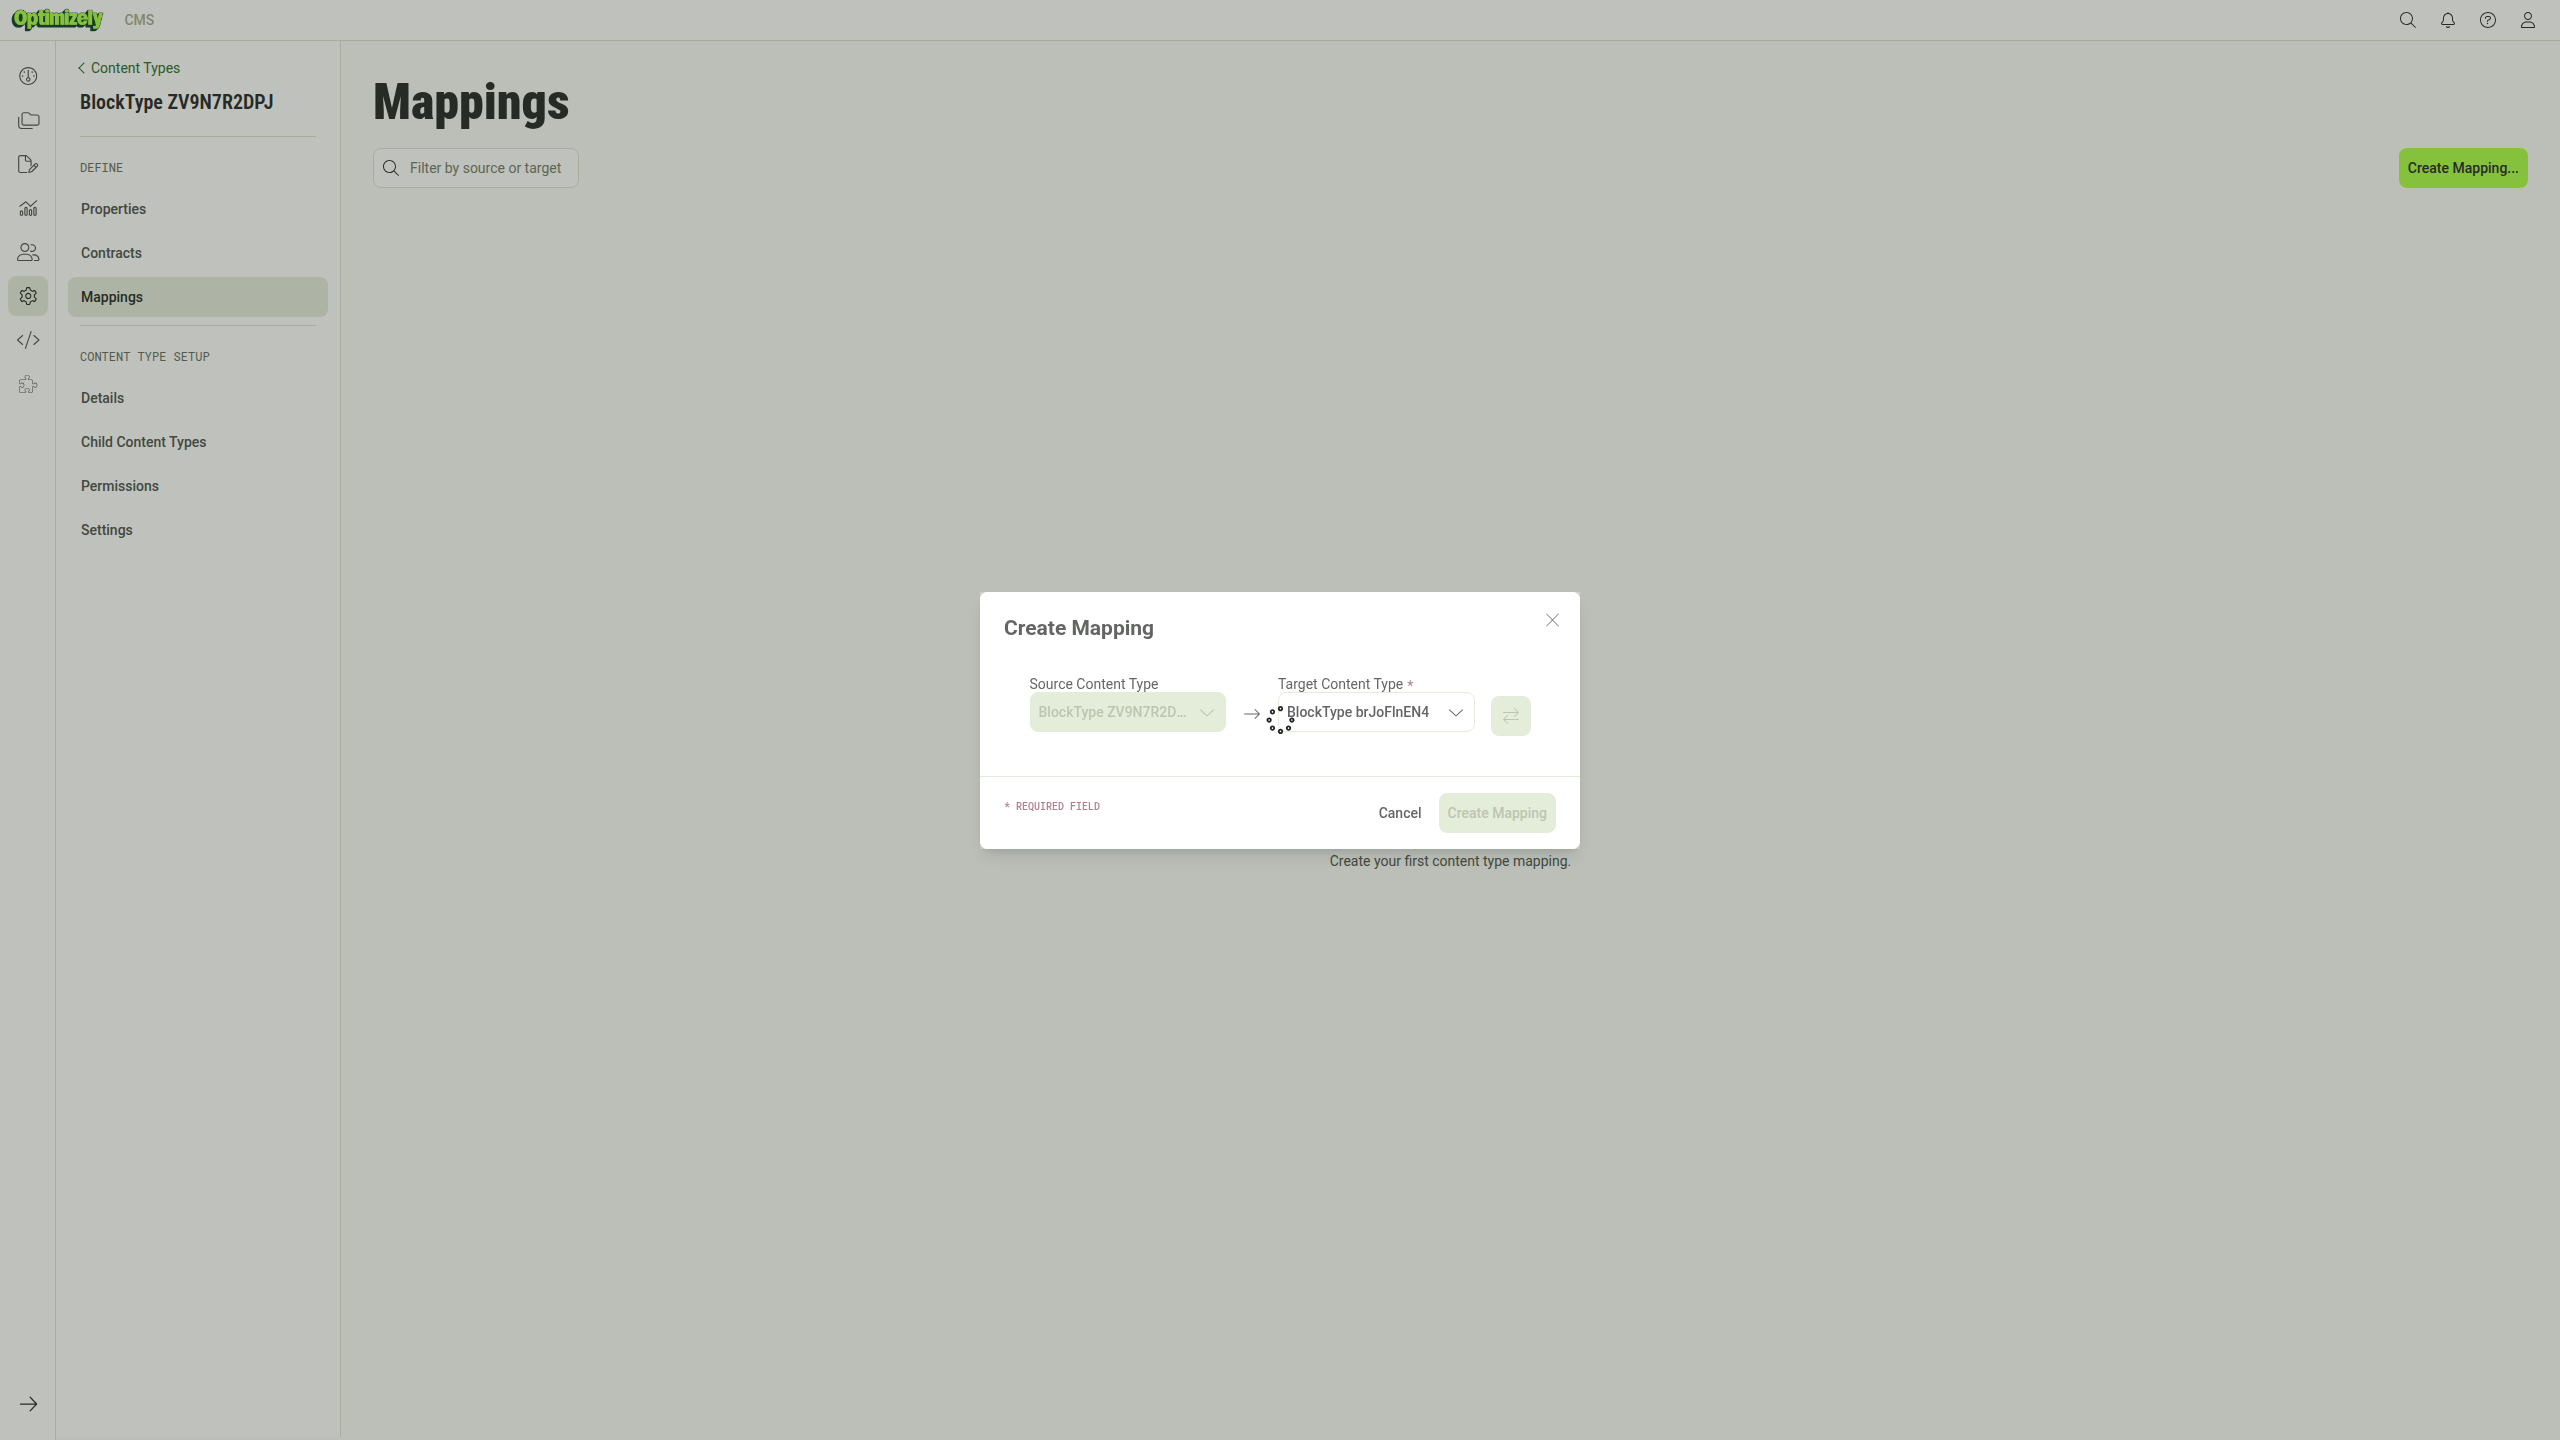 Optimizely CMS
Content Types
BlockType ZV9N7R2DPJ
DEFINE
Properties
Contracts
Mappings
CONTENT TYPE SETUP
Details
Child Content Types
Permissions
Settings
Mappings
Filter by source or target
Create Mapping...
Create Mapping
Source Content Type
BlockType ZV9N7R2D...
Target Content Type *
BlockType brJoFlnEN4
* REQUIRED FIELD
Cancel
Create Mapping
Create your first content type mapping.